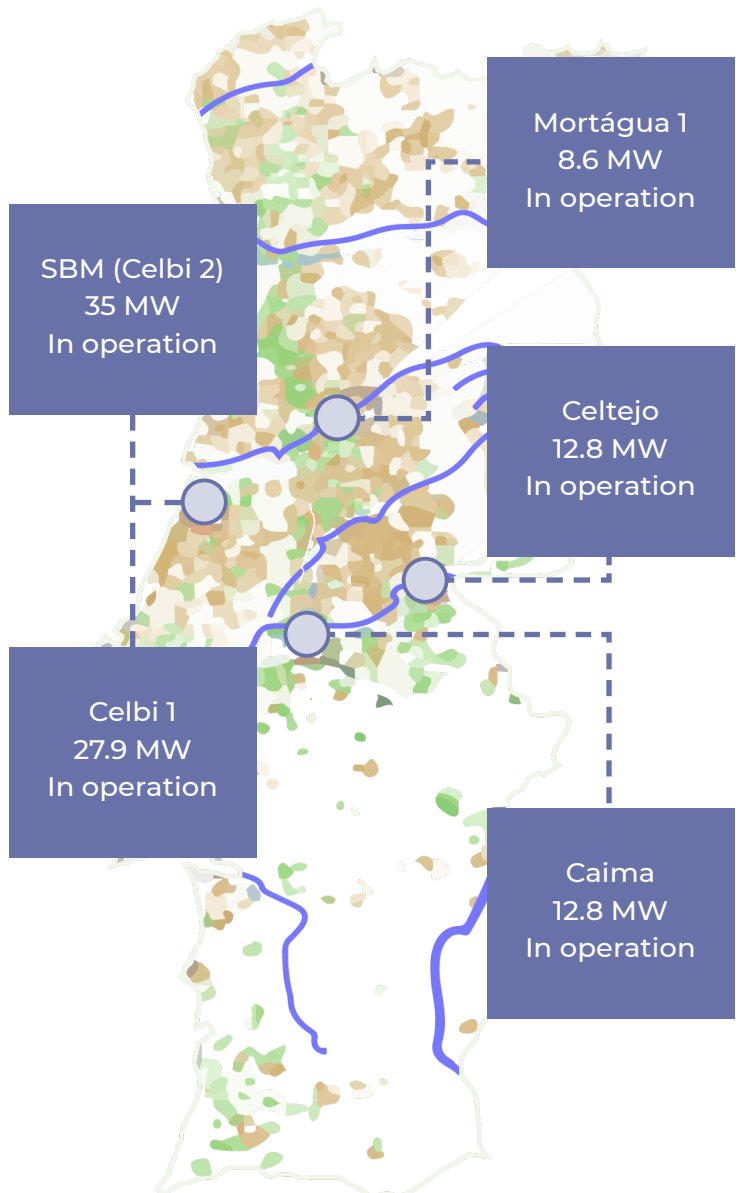 Mortágua 1
8.6 MW
In operation
SBM (Celbi 2)
35 MW
In operation
Celtejo
12.8 MW
In operation
Celbi 1
27.9 MW
In operation
Caima
12.8 MW
In operation